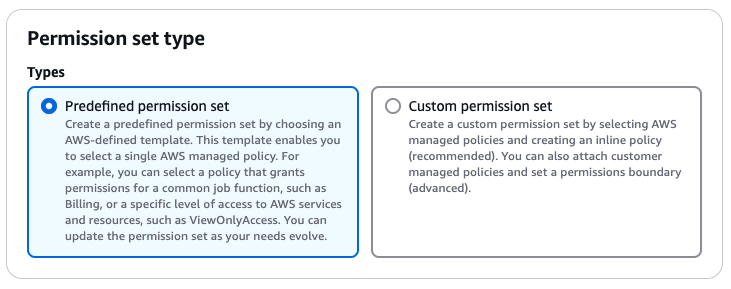 Permission set type
Types
Predefined permission set
Create a predefined permission set by choosing an
AWS-defined template. This template enables you
to select a single AWS managed policy. For
example, you can select a policy that grants
permissions for a common job function, such as
Billing, or a specific level of access to AWS services
and resources, such as ViewOnlyAccess. You can
update the permission set as your needs evolve.
Custom permission set
Create a custom permission set by selecting AWS
managed policies and creating an inline policy
(recommended). You can also attach customer
managed policies and set a permissions boundary
(advanced).